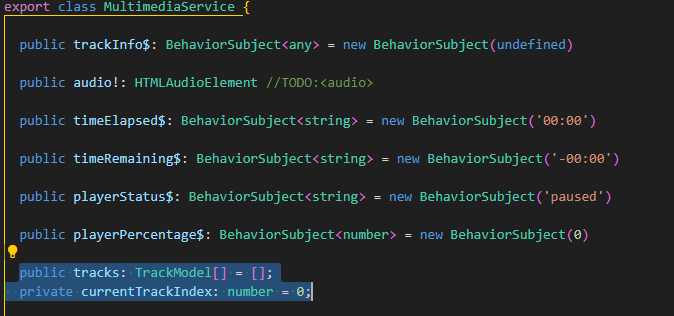 export class MultimediaService {
public trackInfo$: BehaviorSubject<any> = new BehaviorSubject(undefined)
public audio!: HTMLAudioElement //TODO:<audio>
public timeElapsed$: BehaviorSubject<string> = new BehaviorSubject('00:00')
public timeRemaining$: BehaviorSubject<string> = new BehaviorSubject('-00:00')
public playerStatus$: BehaviorSubject<string> = new BehaviorSubject('paused')
public playerPercentage$: BehaviorSubject<number> = new BehaviorSubject(0)
public tracks: TrackModel[] = [];
private currentTrackIndex: number = 0;